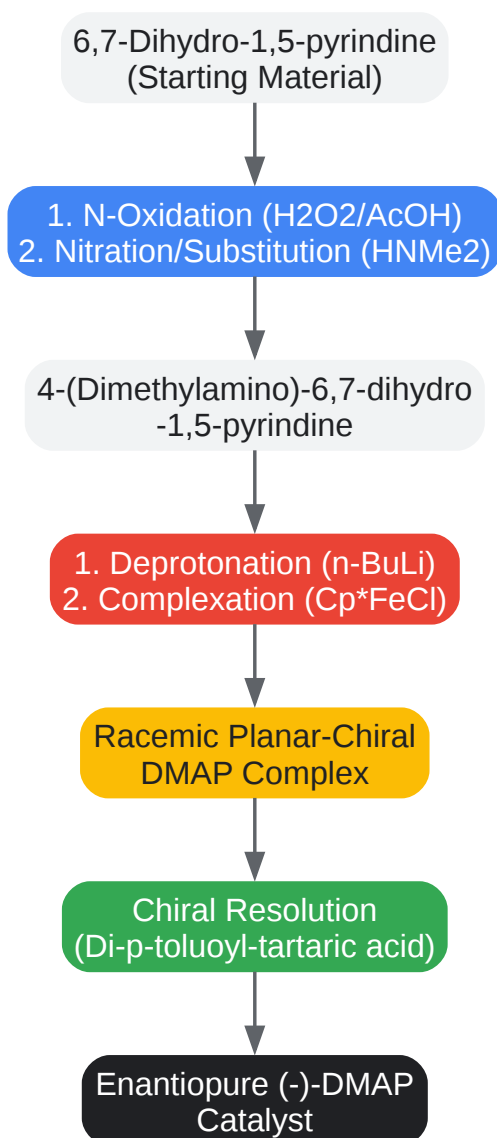 6,7-Dihydro-1,5-pyrindine
(Starting Material)
1. N-Oxidation (H2O2/AcOH)
2. Nitration/Substitution (HNMe2)
4-(Dimethylamino)-6,7-dihydro
-1,5-pyrindine
1. Deprotonation (n-BuLi)
2. Complexation (Cp*FeCl)
Racemic Planar-Chiral
DMAP Complex
Chiral Resolution
(Di-p-toluoyl-tartaric acid)
Enantiopure (-)-DMAP
Catalyst